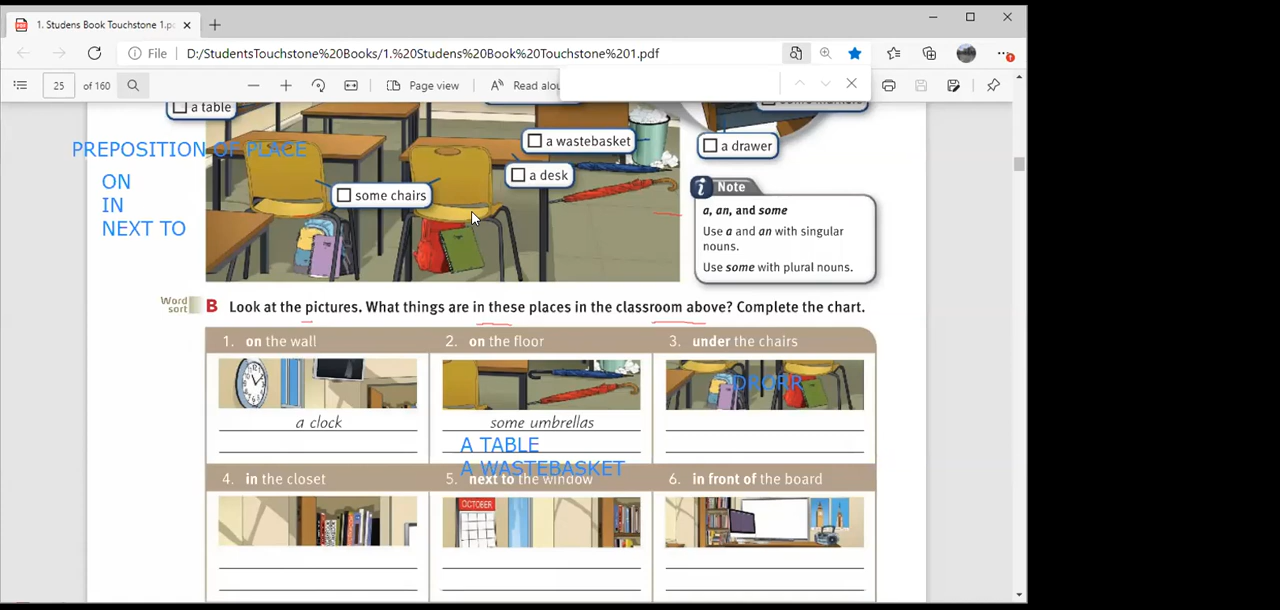 1. Studens Book Touchstone 1.pd
File
D:/StudentsTouchstone%20Books/1.%20Studens%20Book%20Touchstone%201.pdf
25 of 160
Page view
Read alou
a table
a wastebasket
a drawer
PREPOSITION OF PLACE
a desk
ON
some chairs
IN
NEXT TO
Note
a, an, and some
Use a and an with singular
nouns.
Use some with plural nouns.
Word
sort
B Look at the pictures. What things are in these places in the classroom above? Complete the chart.
1. on the wall
2. on the floor
3. under the chairs
DRORR
a clock
some umbrellas
A TABLE
A WASTEBASKET
4. in the closet
5. next to the window
6. in front of the board
OCTOBER